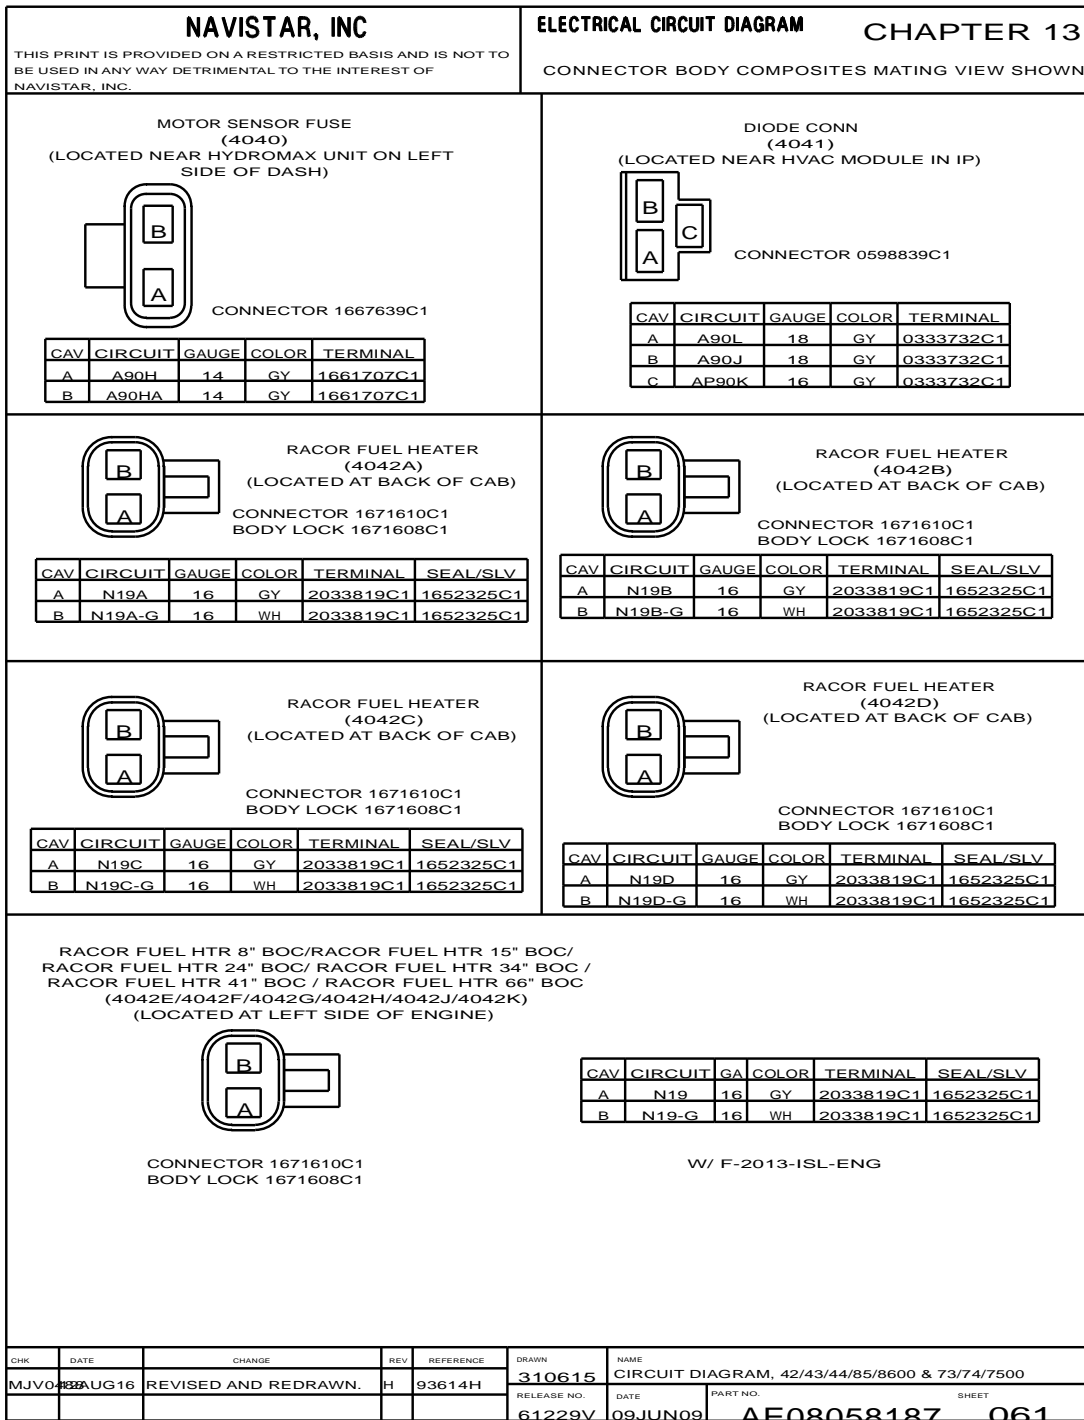 NAVISTAR, INC
THIS PRINT IS PROVIDED ON A RESTRICTED BASIS AND IS NOT TO
BE USED IN ANY WAY DETRIMENTAL TO THE INTEREST OF
NAVISTAR, INC.
ELECTRICAL CIRCUIT DIAGRAM CHAPTER 13
CONNECTOR BODY COMPOSITES MATING VIEW SHOWN
MOTOR SENSOR FUSE
(4040)
(LOCATED NEAR HYDROMAX UNIT ON LEFT
SIDE OF DASH)
B
A
CONNECTOR 1667639C1
CAV CIRCUIT GAUGE COLOR TERMINAL
A A90H 14 GY 1661707C1
B A90HA 14 GY 1661707C1
DIODE CONN
(4041)
(LOCATED NEAR HVAC MODULE IN IP)
B
C
A
CONNECTOR 0598839C1
CAV CIRCUIT GAUGE COLOR TERMINAL
A A90L 18 GY 0333732C1
B A90J 18 GY 0333732C1
C AP90K 16 GY 0333732C1
RACOR FUEL HEATER
(4042A)
(LOCATED AT BACK OF CAB)
B
A
CONNECTOR 1671610C1
BODY LOCK 1671608C1
CAV CIRCUIT GAUGE COLOR TERMINAL SEAL/SLV
A N19A 16 GY 2033819C1 1652325C1
B N19A-G 16 WH 2033819C1 1652325C1
RACOR FUEL HEATER
(4042B)
(LOCATED AT BACK OF CAB)
B
A
CONNECTOR 1671610C1
BODY LOCK 1671608C1
CAV CIRCUIT GAUGE COLOR TERMINAL SEAL/SLV
A N19B 16 GY 2033819C1 1652325C1
B N19B-G 16 WH 2033819C1 1652325C1
RACOR FUEL HEATER
(4042C)
(LOCATED AT BACK OF CAB)
B
A
CONNECTOR 1671610C1
BODY LOCK 1671608C1
CAV CIRCUIT GAUGE COLOR TERMINAL SEAL/SLV
A N19C 16 GY 2033819C1 1652325C1
B N19C-G 16 WH 2033819C1 1652325C1
RACOR FUEL HEATER
(4042D)
(LOCATED AT BACK OF CAB)
B
A
CONNECTOR 1671610C1
BODY LOCK 1671608C1
CAV CIRCUIT GAUGE COLOR TERMINAL SEAL/SLV
A N19D 16 GY 2033819C1 1652325C1
B N19D-G 16 WH 2033819C1 1652325C1
RACOR FUEL HTR 8" BOC/RACOR FUEL HTR 15" BOC/
RACOR FUEL HTR 24" BOC/ RACOR FUEL HTR 34" BOC /
RACOR FUEL HTR 41" BOC / RACOR FUEL HTR 66" BOC
(4042E/4042F/4042G/4042H/4042J/4042K)
(LOCATED AT LEFT SIDE OF ENGINE)
B
A
CONNECTOR 1671610C1
BODY LOCK 1671608C1
CAV CIRCUIT GA COLOR TERMINAL SEAL/SLV
A N19 16 GY 2033819C1 1652325C1
B N19-G 16 WH 2033819C1 1652325C1
W/ F-2013-ISL-ENG
CHK DATE CHANGE REV REFERENCE
REVISED AND REDRAWN. H 93614H
DRAWN
310615
NAME
CIRCUIT DIAGRAM, 42/43/44/85/8600 & 73/74/7500
RELEASE NO.
61229V
DATE
09JUN09
PART NO.
AE08058187
SHEET
061